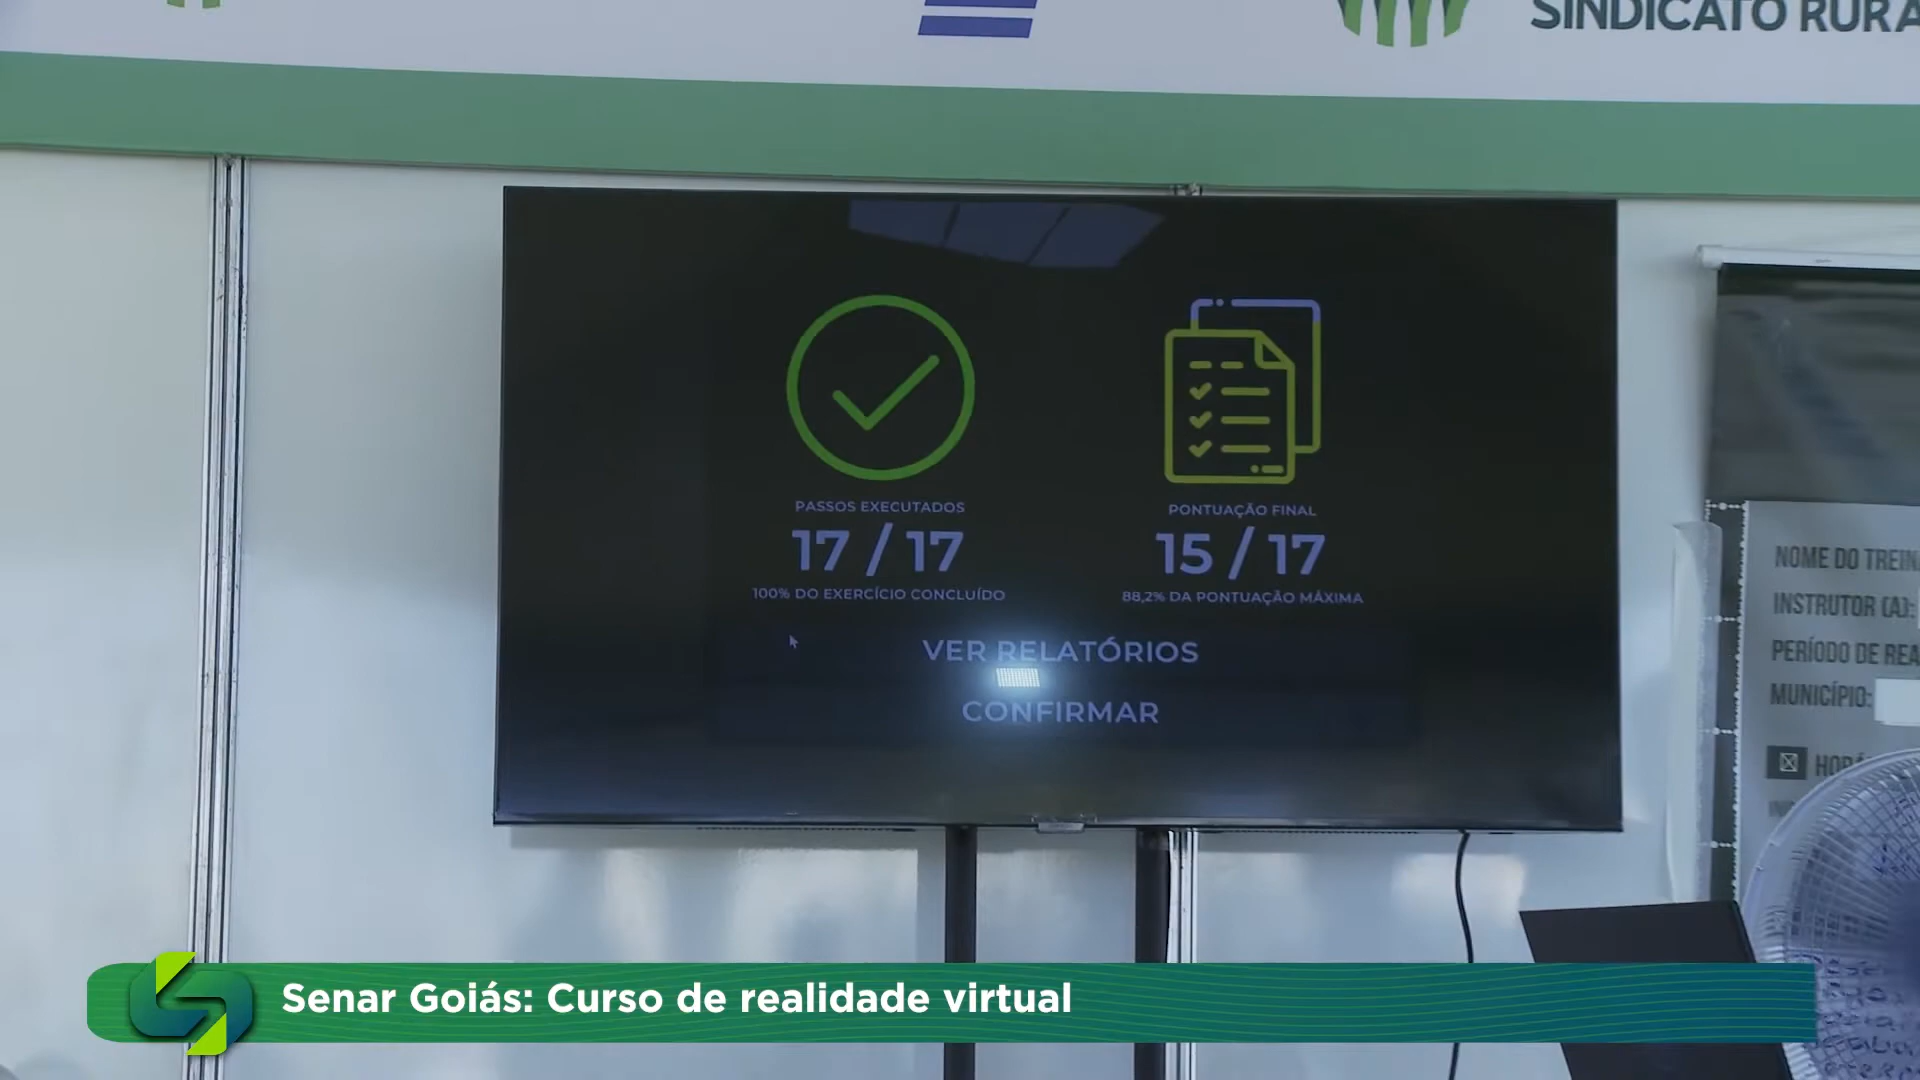 SINDICATO RURA
PASSOS EXECUTADOS
17 / 17
100% DO EXERCÍCIO CONCLUÍDO
PONTUAÇÃO FINAL
15 / 17
88,2% DA PONTUAÇÃO MÁXIMA
VER RELATÓRIOS
CONFIRMAR
NOME DO TREIN
INSTRUTOR (A):
PERÍODO DE REA
MUNICÍPIO:
HORÁ
Senar Goiás: Curso de realidade virtual